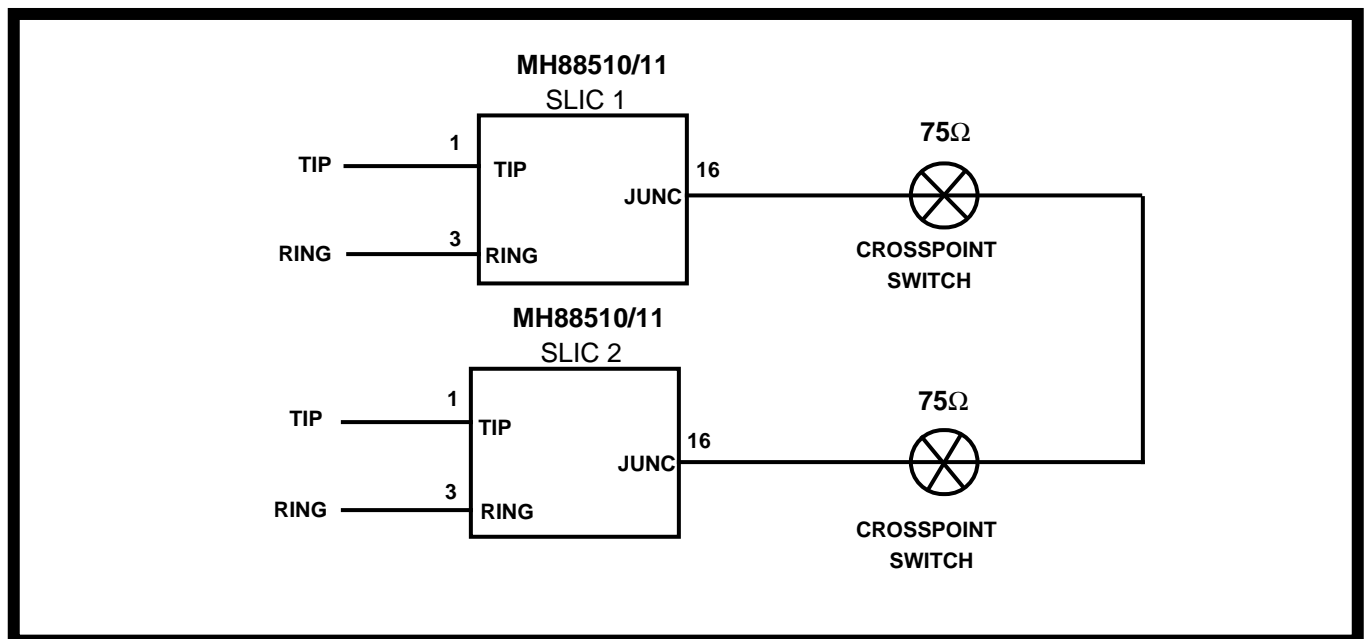 MH88510/11
SLIC 1
75Ω
1
TIP
TIP
16
JUNC
3
RING
RING
CROSSPOINT
SWITCH
MH88510/11
SLIC 2
75Ω
1
TIP
TIP
16
JUNC
3
RING
RING
CROSSPOINT
SWITCH